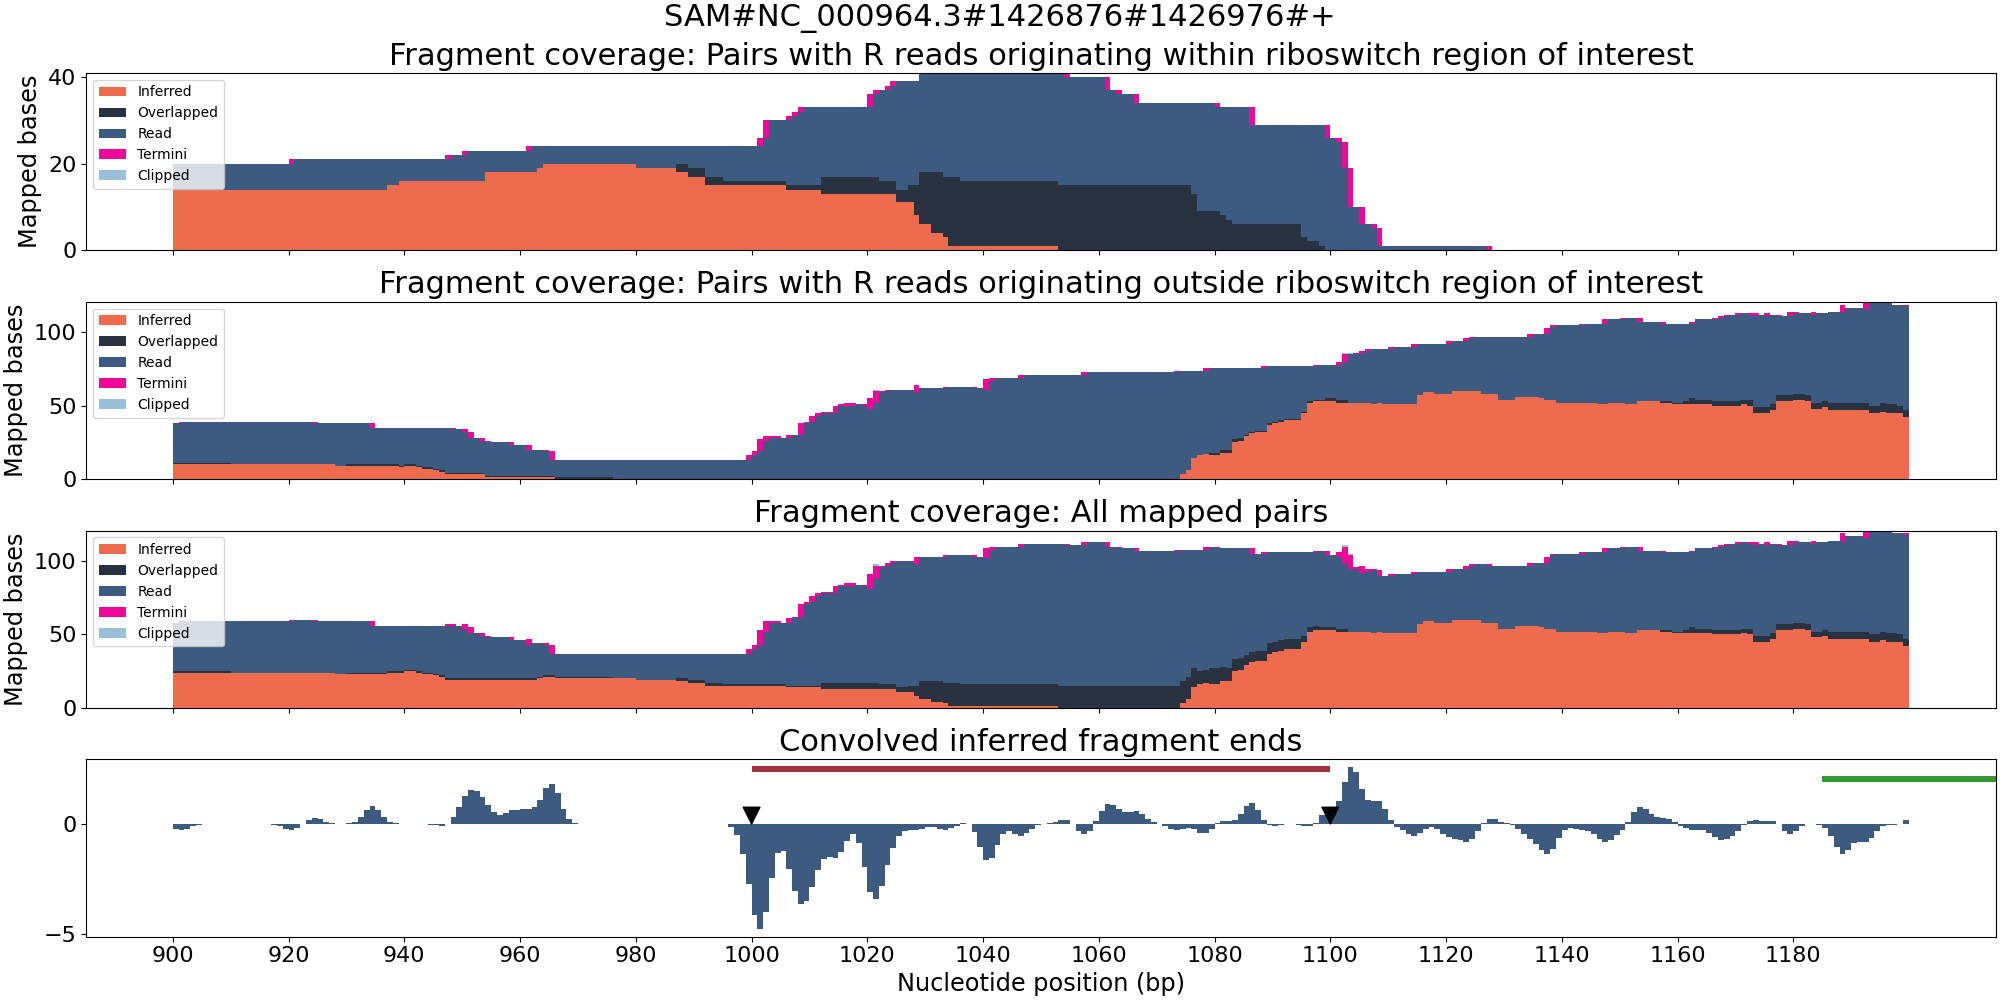 SAM#NC_000964.3#1426876#1426976#+
Fragment coverage: Pairs with R reads originating within riboswitch region of interest
Mapped bases
40
20
0
Inferred
Overlapped
Read
Termini
Clipped
Fragment coverage: Pairs with R reads originating outside riboswitch region of interest
Mapped bases
100
50
0
Inferred
Overlapped
Read
Termini
Clipped
Fragment coverage: All mapped pairs
Mapped bases
100
50
0
Inferred
Overlapped
Read
Termini
Clipped
Convolved inferred fragment ends
0
−5
900 920 940 960 980 1000 1020 1040 1060 1080 1100 1120 1140 1160 1180
Nucleotide position (bp)